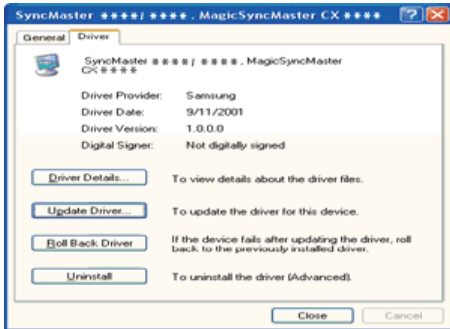 SyncMaster ****/ **** , MagicSyncMaster CX ****
General Driver
SyncMaster ****/ **** , MagicSyncMaster
CX ****
Driver Provider: Samsung
Driver Date: 9/11/2001
Driver Version: 1.0.0.0
Digital Signer: Not digitally signed
Driver Details... To view details about the driver files.
Update Driver... To update the driver for this device.
Roll Back Driver If the device fails after updating the driver, roll
back to the previously installed driver.
Uninstall To uninstall the driver (Advanced).
Close Cancel